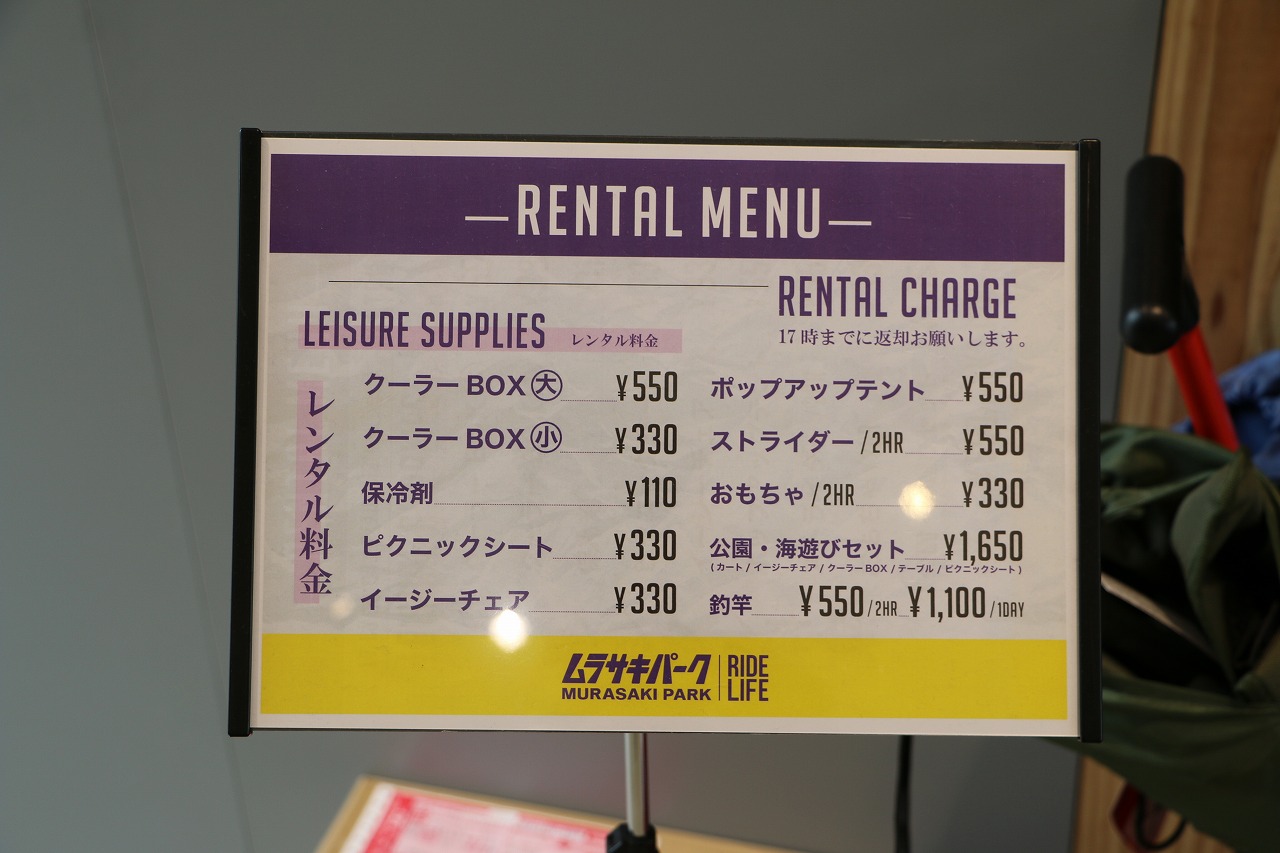 —RENTAL MENU—
RENTAL CHARGE
17時までに返却お願いします。
LEISURE SUPPLIES レンタル料金
レンタル料金
クーラーBOX㊅ ¥550
クーラーBOX㊙ ¥330
保冷剤 ¥110
ピクニックシート ¥330
イージーチェア ¥330
ポップアップテント ¥550
ストライダー/2HR ¥550
おもちゃ/2HR ¥330
公園・海遊びセット ¥1,650
(カート/イージーチェア/クーラーBOX/テーブル/ピクニックシート)
釣竿 ¥550/2HR ¥1,100/1DAY
ムラサキパーク
MURASAKI PARK
RIDE
LIFE